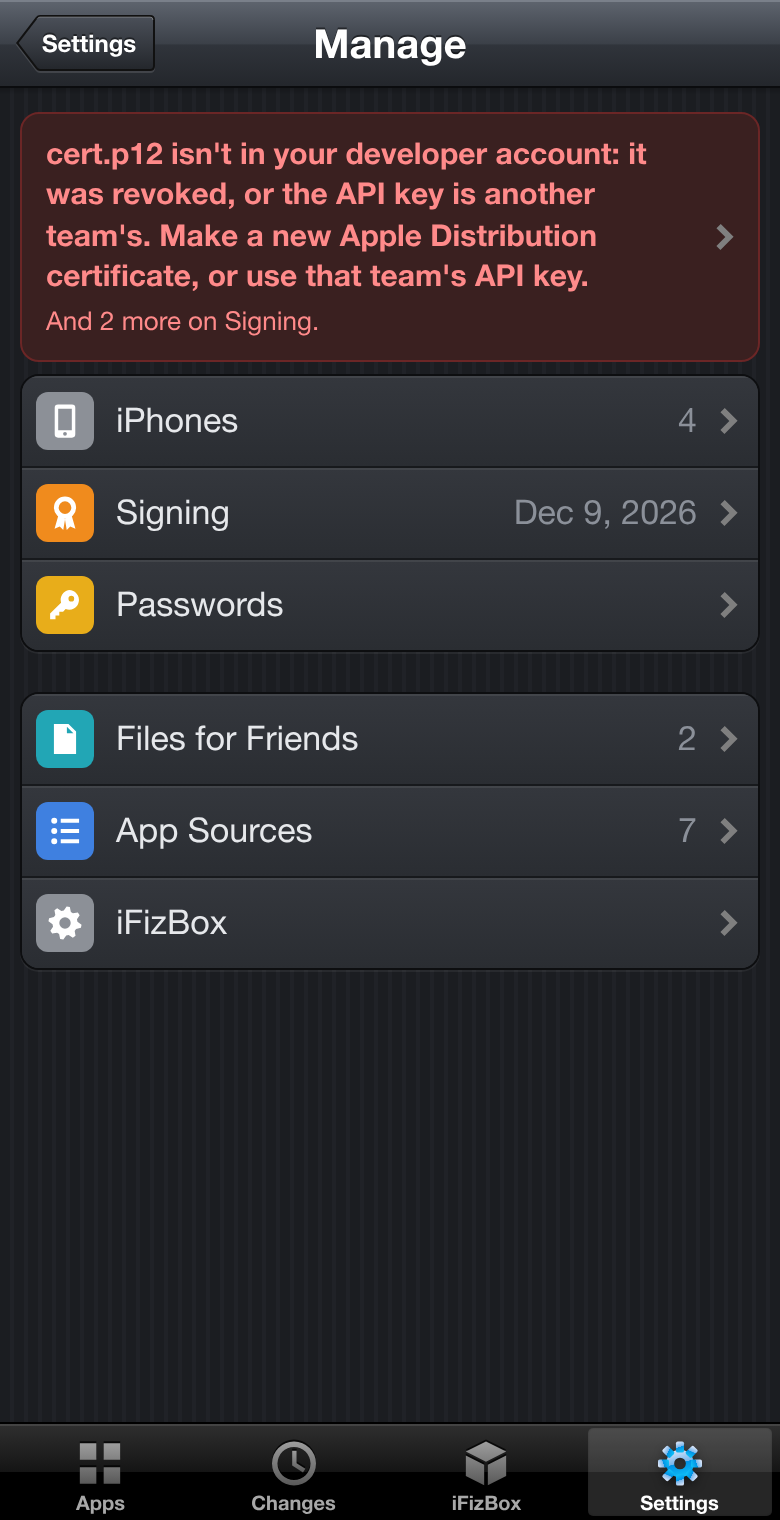 Settings
Manage
cert.p12 isn't in your developer account: it
was revoked, or the API key is another
team's. Make a new Apple Distribution
certificate, or use that team's API key.
And 2 more on Signing.
iPhones 4
Signing Dec 9, 2026
Passwords
Files for Friends 2
App Sources 7
iFizBox
Apps Changes iFizBox Settings